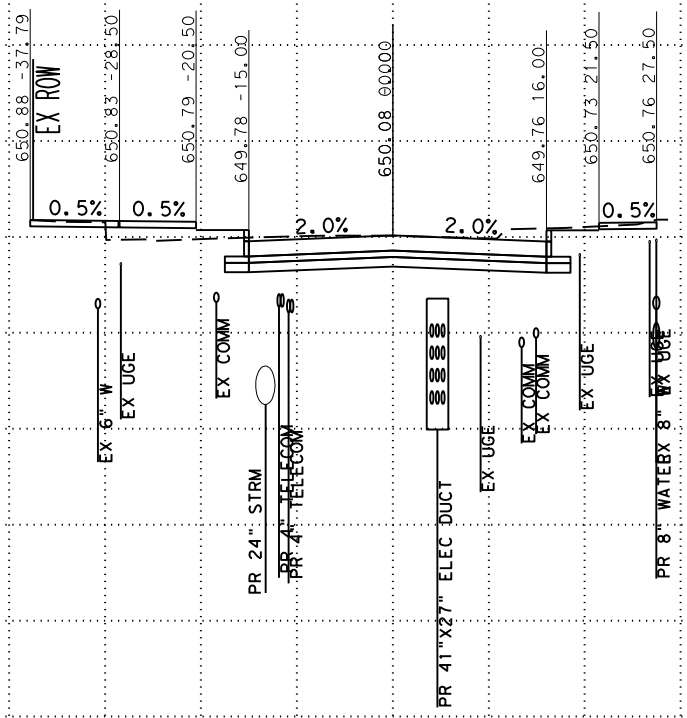 650.88 -37.79
EX ROW
650.83 -28.50
650.79 -20.50
649.78 -15.00
650.08 00000
649.76 16.00
650.73 21.50
650.76 27.50
0.5%
0.5%
2.0%
2.0%
0.5%
EX 6" W
EX UGE
EX COMM
PR 24" STRM
PR 4" TELECOM
PR 4" TELECOM
PR 41"X27" ELEC DUCT
EX UGE
EX COMM
EX COMM
EX UGE
EX UGE
PR 8" WATER